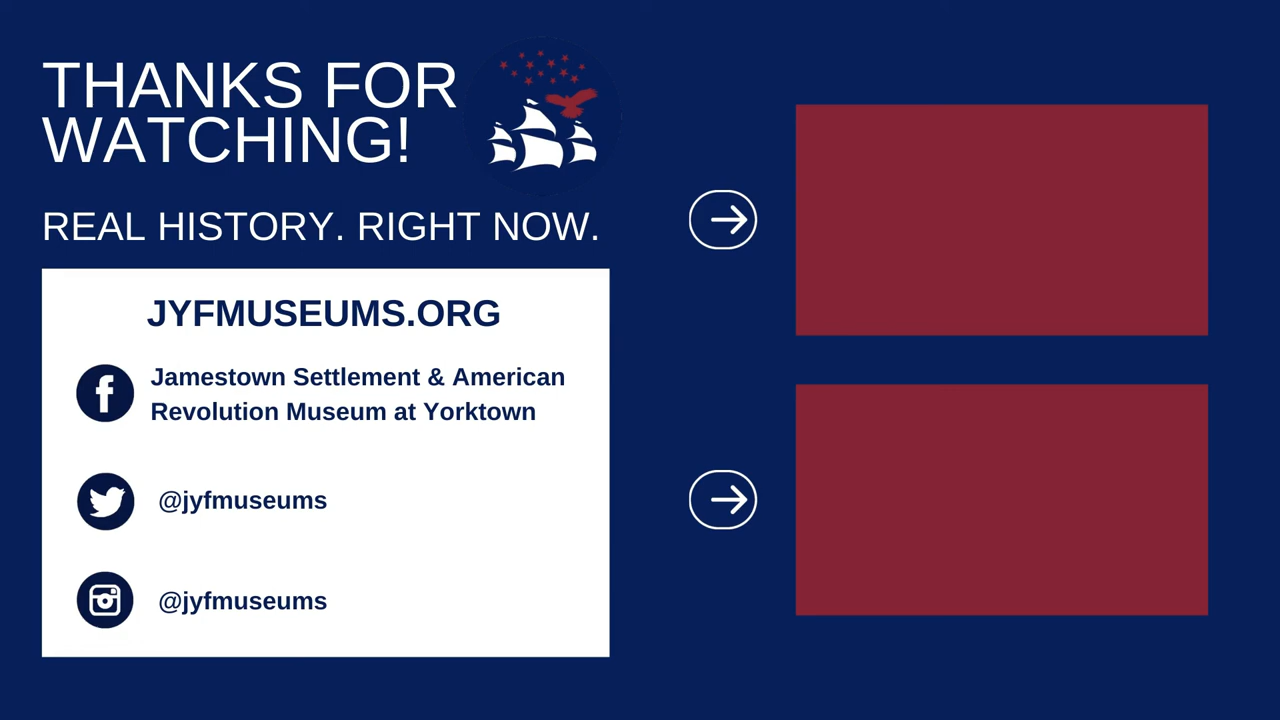 THANKS FOR
WATCHING!
REAL HISTORY. RIGHT NOW.
JYFMUSEUMS.ORG
Jamestown Settlement & American
Revolution Museum at Yorktown
@jyfmuseums
@jyfmuseums